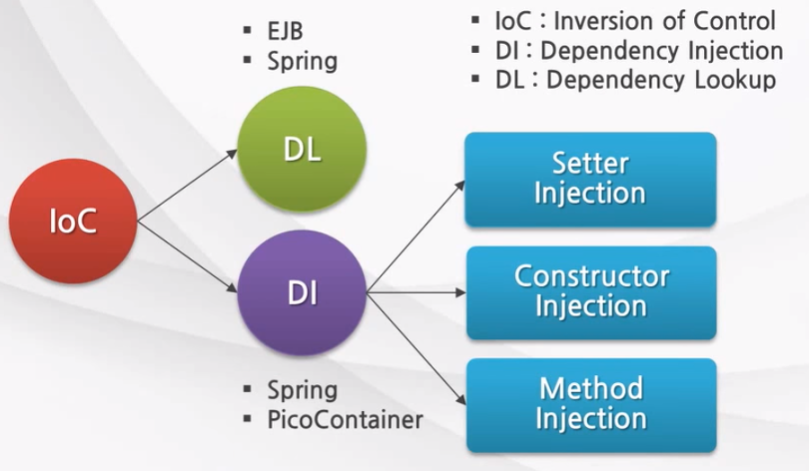 ▪ EJB
▪ Spring
▪ IoC : Inversion of Control
▪ DI : Dependency Injection
▪ DL : Dependency Lookup
IoC
DL
DI
Setter
Injection
Constructor
Injection
Method
Injection
▪ Spring
▪ PicoContainer